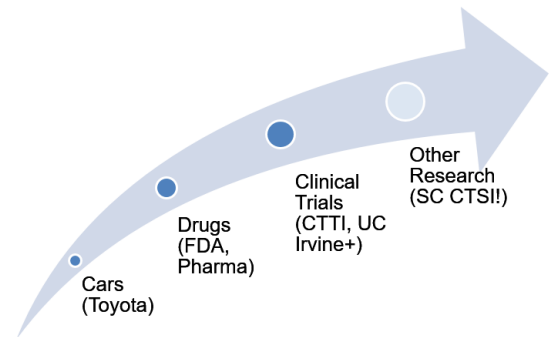 Cars
(Toyota)
Drugs
(FDA,
Pharma)
Clinical
Trials
(CTTI, UC
Irvine+)
Other
Research
(SC CTSI!)